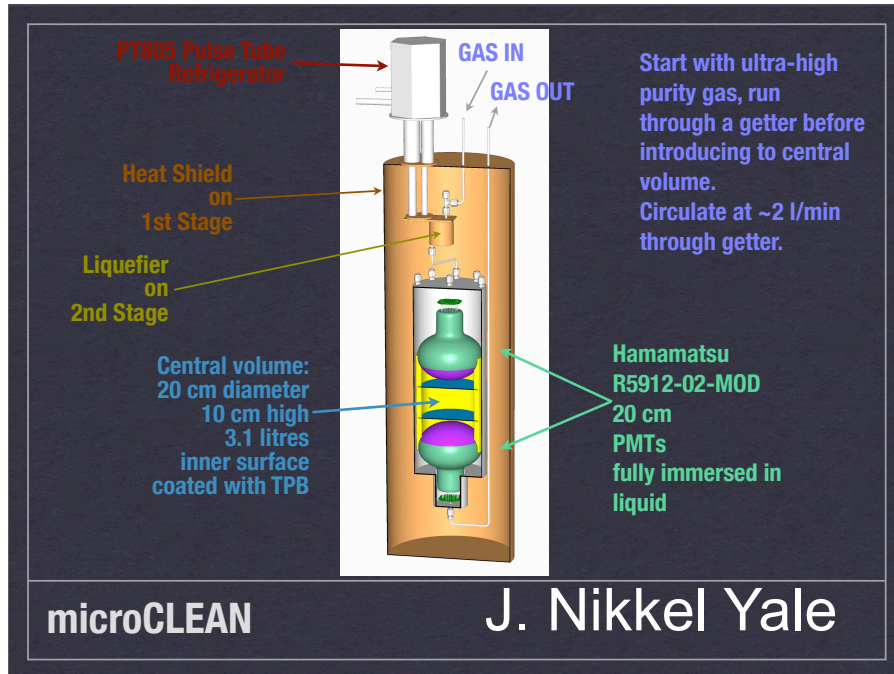 PT805 Pulse Tube
Refrigerator
GAS IN
GAS OUT
Start with ultra-high
purity gas, run
through a getter before
introducing to central
volume.
Circulate at ~2 l/min
through getter.
Heat Shield
on
1st Stage
Liquefier
on
2nd Stage
Central volume:
20 cm diameter
10 cm high
3.1 litres
inner surface
coated with TPB
Hamamatsu
R5912-02-MOD
20 cm
PMTs
fully immersed in
liquid
microCLEAN
J. Nikkel Yale